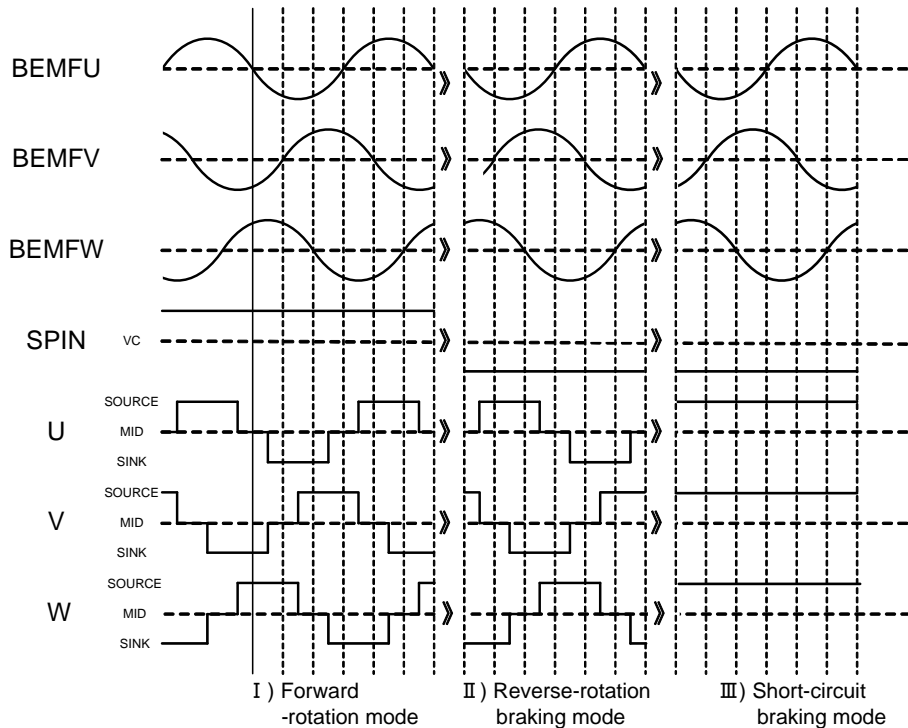 BEMFU
BEMFV
BEMFW
SPIN VC
SOURCE
U MID
SINK
SOURCE
V MID
SINK
SOURCE
W MID
SINK
Ⅰ) Forward
-rotation mode
Ⅱ) Reverse-rotation
braking mode
Ⅲ) Short-circuit
braking mode